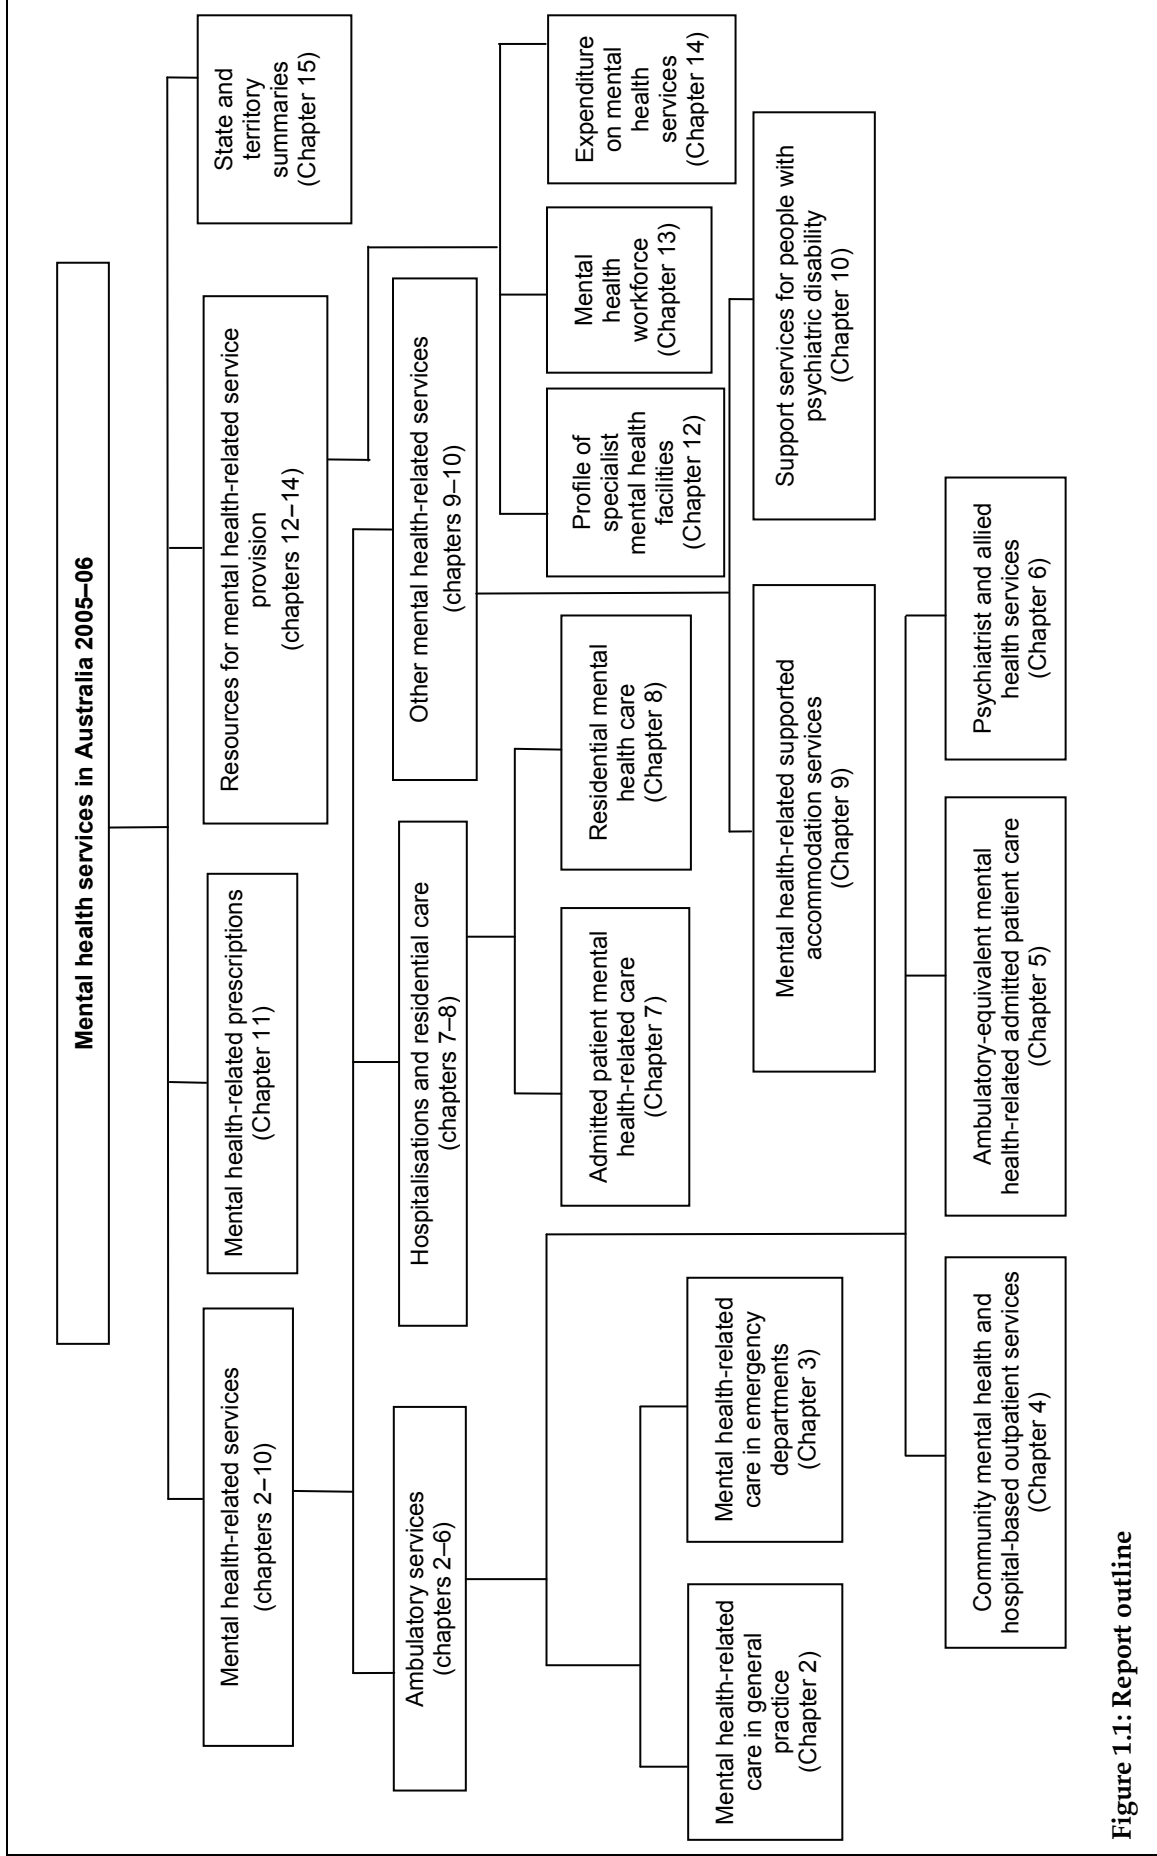 Mental health services in Australia 2005–06
Mental health-related services
(chapters 2–10)
Mental health-related prescriptions
(Chapter 11)
Resources for mental health-related service
provision
(chapters 12–14)
State and
territory
summaries
(Chapter 15)
Ambulatory services
(chapters 2–6)
Hospitalisations and residential care
(chapters 7–8)
Other mental health-related services
(chapters 9–10)
Admitted patient mental
health-related care
(Chapter 7)
Residential mental
health care
(Chapter 8)
Profile of
specialist
mental health
facilities
(Chapter 12)
Mental
health
workforce
(Chapter 13)
Expenditure
on mental
health
services
(Chapter 14)
Mental health-related
care in general
practice
(Chapter 2)
Mental health-related
care in emergency
departments
(Chapter 3)
Mental health-related supported
accommodation services
(Chapter 9)
Support services for people with
psychiatric disability
(Chapter 10)
Community mental health and
hospital-based outpatient services
(Chapter 4)
Ambulatory-equivalent mental
health-related admitted patient care
(Chapter 5)
Psychiatrist and allied
health services
(Chapter 6)
Figure 1.1: Report outline